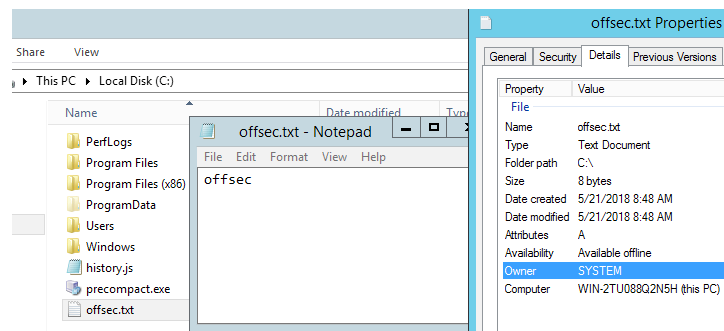 offsec.txt Properties
Share View
This PC Local Disk (C:)
General Security Details Previous Versions
Name Date modified Type
Property Value
File
offsec.txt - Notepad
File Edit Format View Help
offsec
PerfLogs
Program Files
Program Files (x86)
ProgramData
Users
Windows
history.js
precompact.exe
offsec.txt
Name offsec.txt
Type Text Document
Folder path C:\
Size 8 bytes
Date created 5/21/2018 8:48 AM
Date modified 5/21/2018 8:48 AM
Attributes A
Availability Available offline
Owner SYSTEM
Computer WIN-2TU088Q2N5H (this PC)